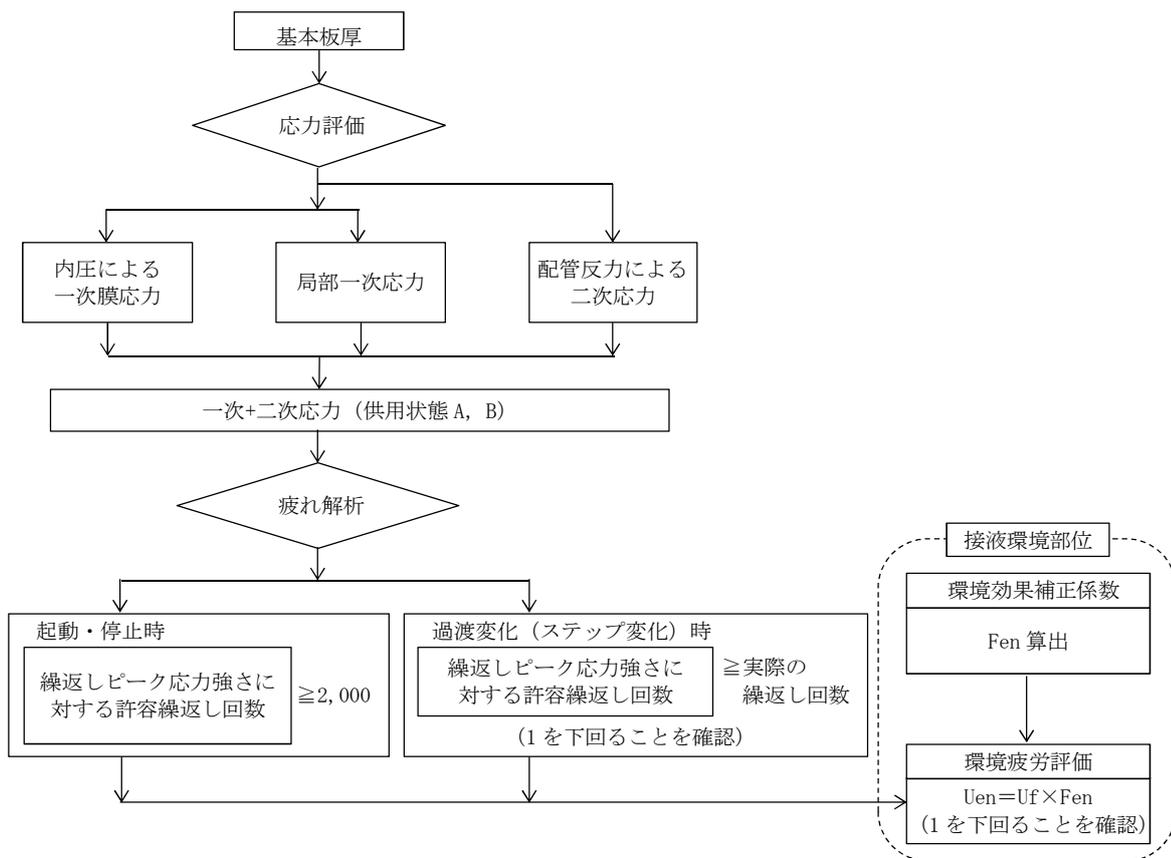 基本板厚
応力評価
内圧による
一次膜応力
局部一次応力
配管反力による
二次応力
一次+二次応力（供用状態 A, B）
疲れ解析
起動・停止時
繰返しピーク応力強さに
対する許容繰返し回数
≧2,000
過渡変化（ステップ変化）時
繰返しピーク応力強さに
対する許容繰返し回数
≧実際の
繰返し回数
（1 を下回ることを確認）
接液環境部位
環境効果補正係数
Fen 算出
環境疲労評価
Uen＝Uf×Fen
（1 を下回ることを確認）